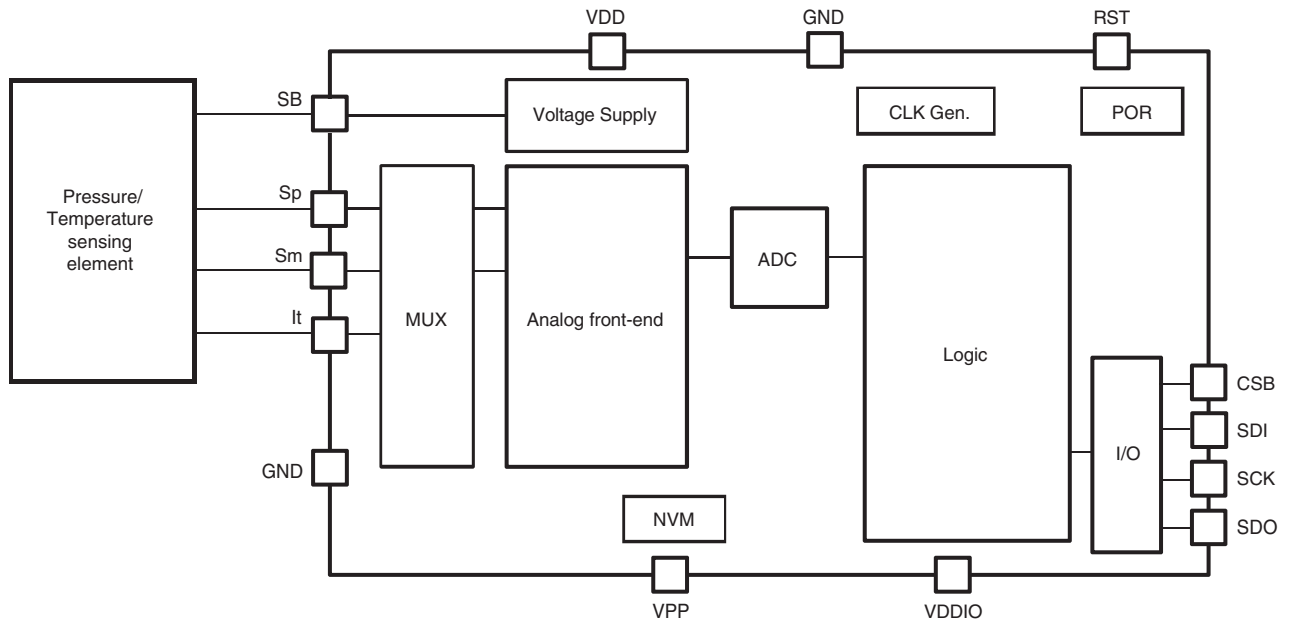 VDD
GND
RST
SB
Voltage Supply
CLK Gen.
POR
Pressure/
Temperature
sensing
element
Sp
Sm
It
MUX
Analog front-end
ADC
Logic
I/O
CSB
SDI
SCK
SDO
GND
NVM
VPP
VDDIO